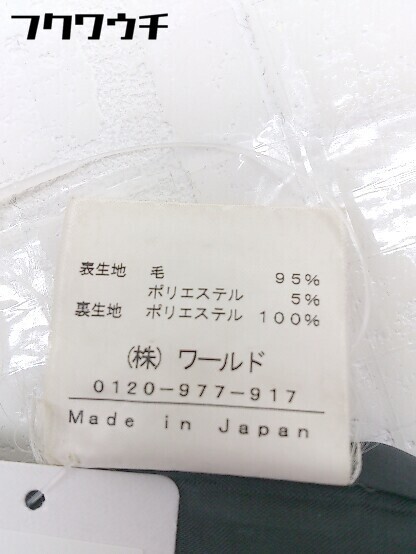 フクワウチ
表生地 毛 95%
ポリエステル 5%
裏生地 ポリエステル 100%
(株) ワールド
0120-977-917
Made in Japan